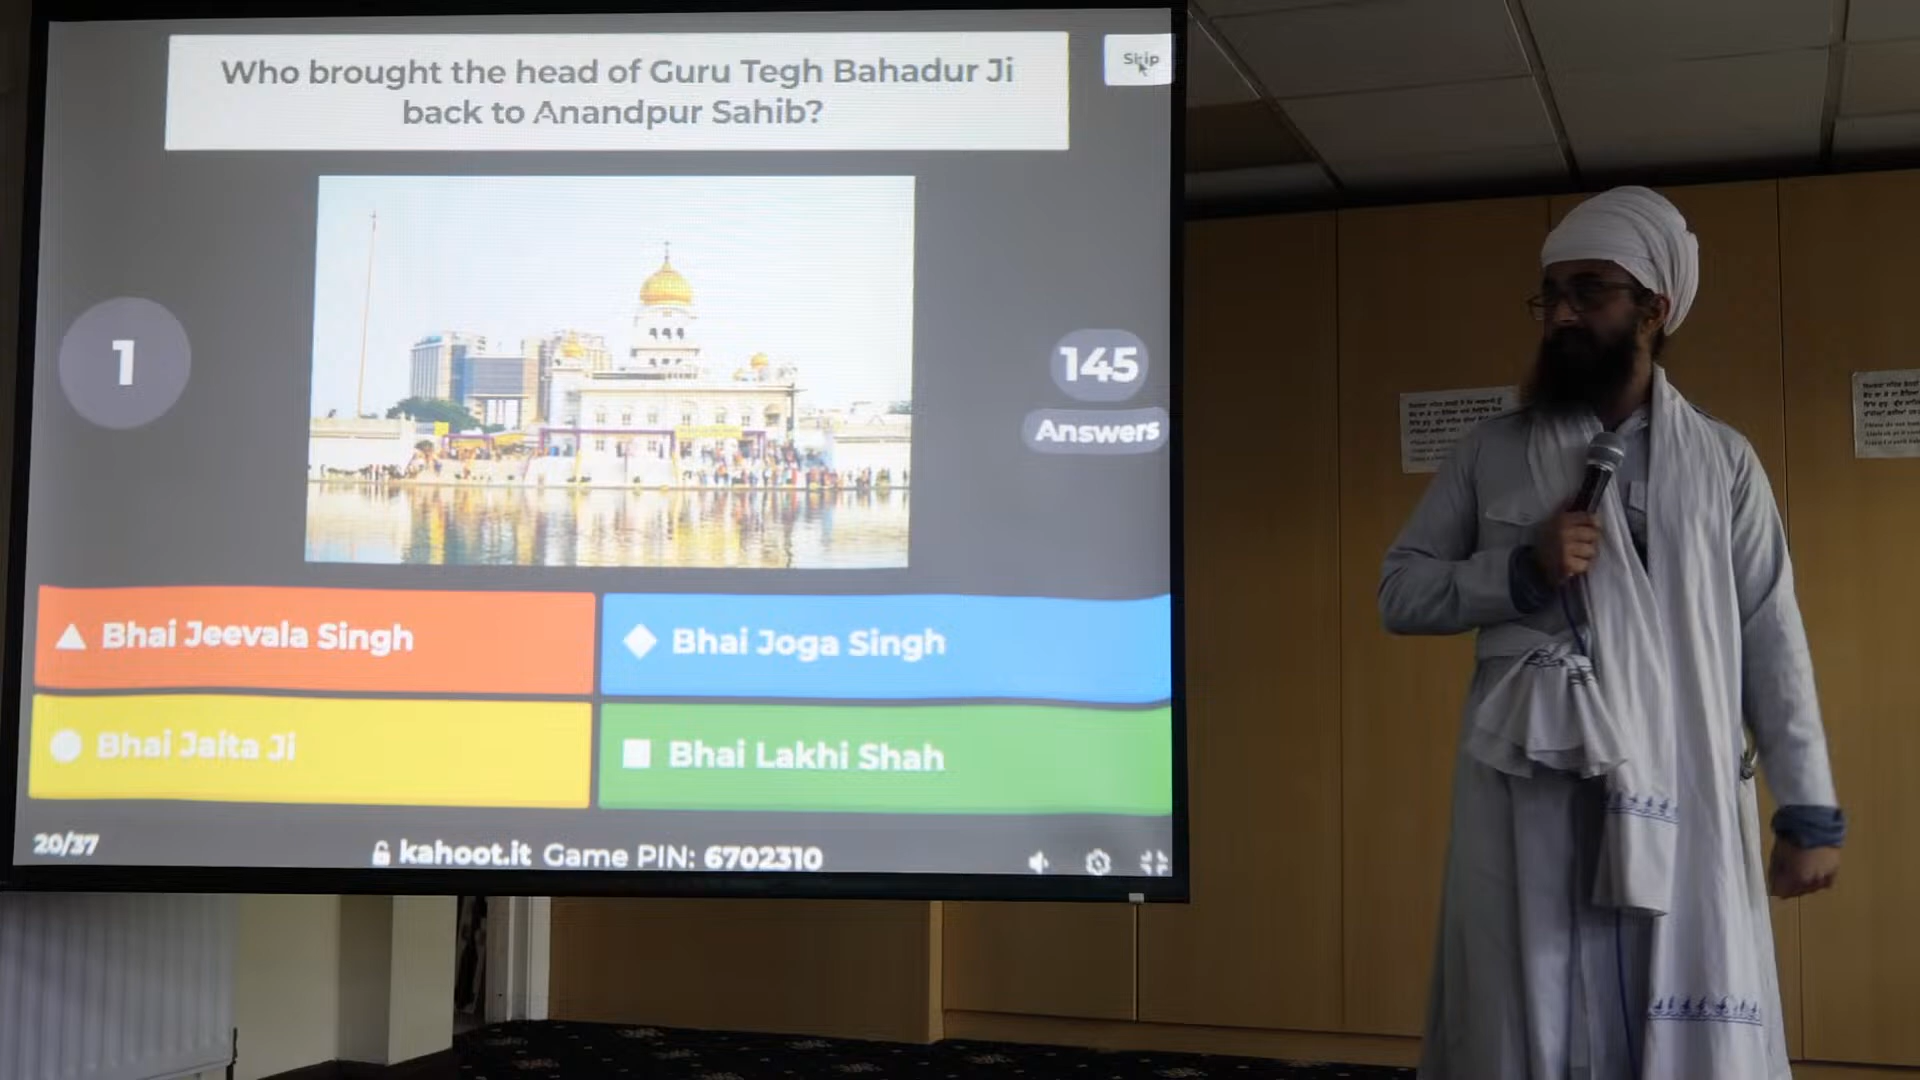 Who brought the head of Guru Tegh Bahadur Ji
back to Anandpur Sahib?
Skip
1
145
Answers
Bhai Jeevala Singh
Bhai Joga Singh
Bhai Jaita Ji
Bhai Lakhi Shah
20/37
kahoot.it Game PIN: 6702310